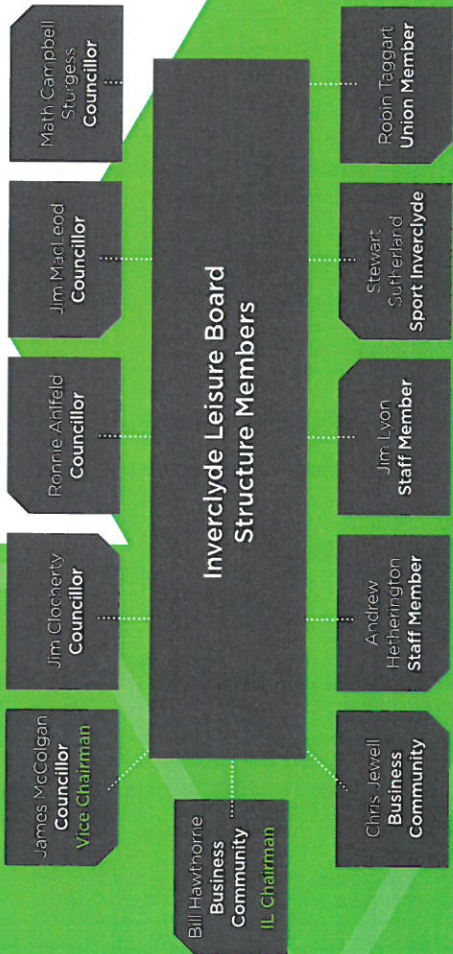 Inverclyde Leisure Board
Structure Members
Bill Hawthorne
Business
Community
IL Chairman
James McColgan
Councillor
Vice Chairman
Jim Clocherty
Councillor
Ronnie Ahlfeld
Councillor
Jim MacLeod
Councillor
Math Campbell
Sturgess
Councillor
Chris Jewell
Business
Community
Andrew
Hetherington
Staff Member
Jim Lyon
Staff Member
Stewart
Sutherland
Sport Inverclyde
Robin Taggart
Union Member